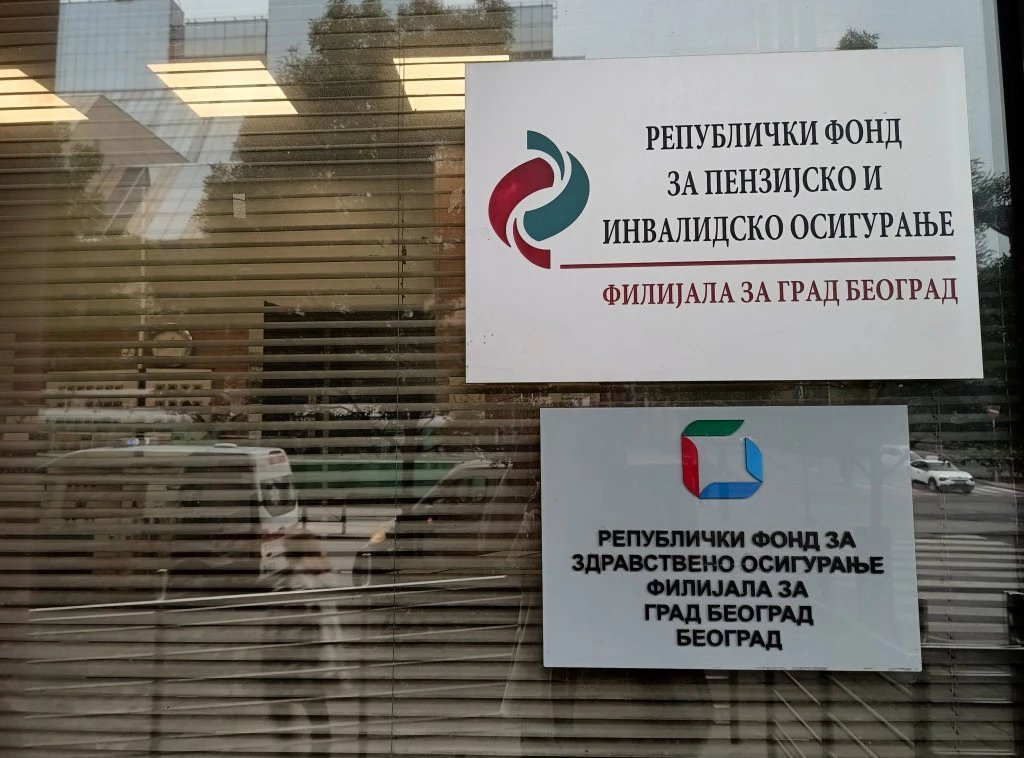 РЕПУБЛИЧКИ ФОНД
ЗА ПЕНЗИЈСКО И
ИНВАЛИДСКО ОСИГУРАЊЕ
ФИЛИЈАЛА ЗА ГРАД БЕОГРАД
РЕПУБЛИЧКИ ФОНД ЗА
ЗДРАВСТВЕНО ОСИГУРАЊЕ
ФИЛИЈАЛА ЗА
ГРАД БЕОГРАД
БЕОГРАД